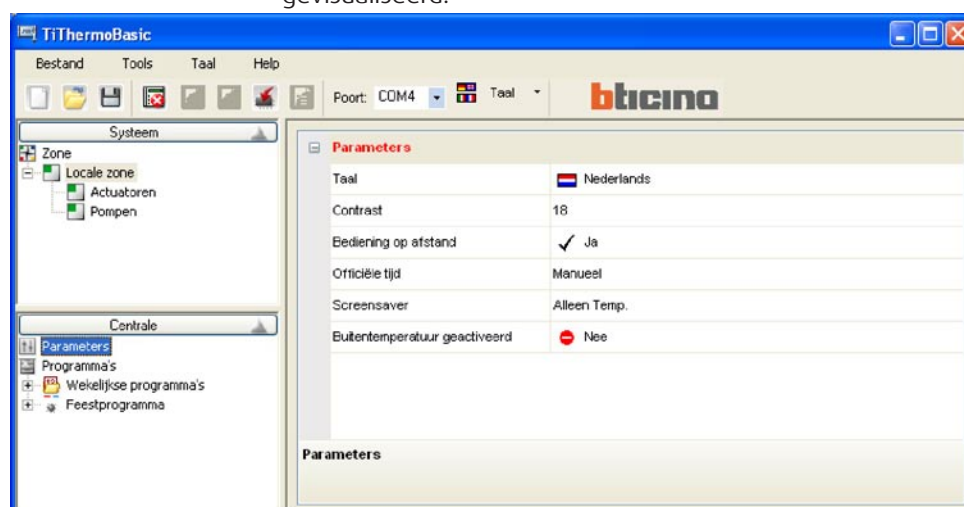 gevisualiseerd.
TiThermoBasic
Bestand Tools Taal Help
Poort: COM4 Taal
bticino
Systeem
Zone
Locale zone
Actuatoren
Pompen
Centrale
Parameters
Programma's
Wekelijkse programma's
Feestprogramma
Parameters
Taal Nederlands
Contrast 18
Bediening op afstand Ja
Officiële tijd Manueel
Screensaver Alleen Temp.
Buitentemperatuur geactiveerd Nee
Parameters